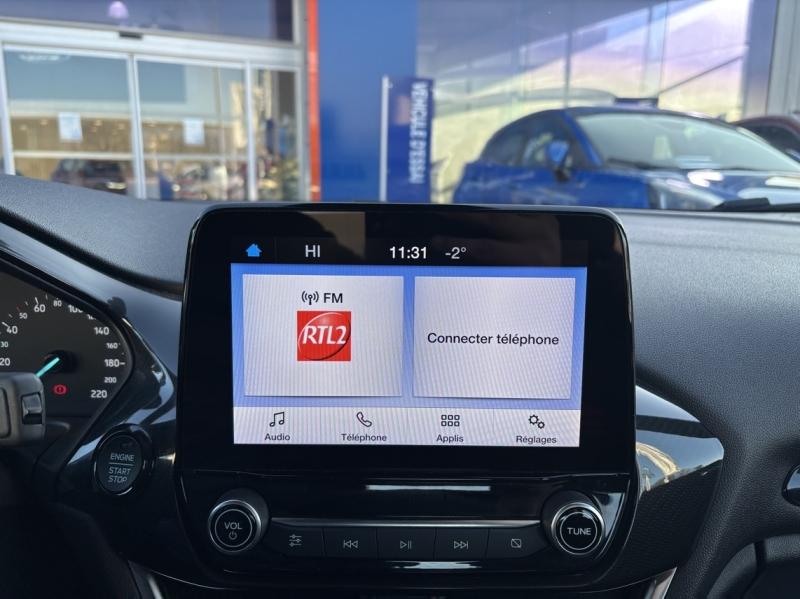 VÉHICULE D'ESSAI
HI 11:31 -2°
FM
RTL2
Connecter téléphone
Audio Téléphone Applis Réglages
20 30 40 60 80 100 140 160 180 200 220
ENGINE
START
STOP
VOL
TUNE